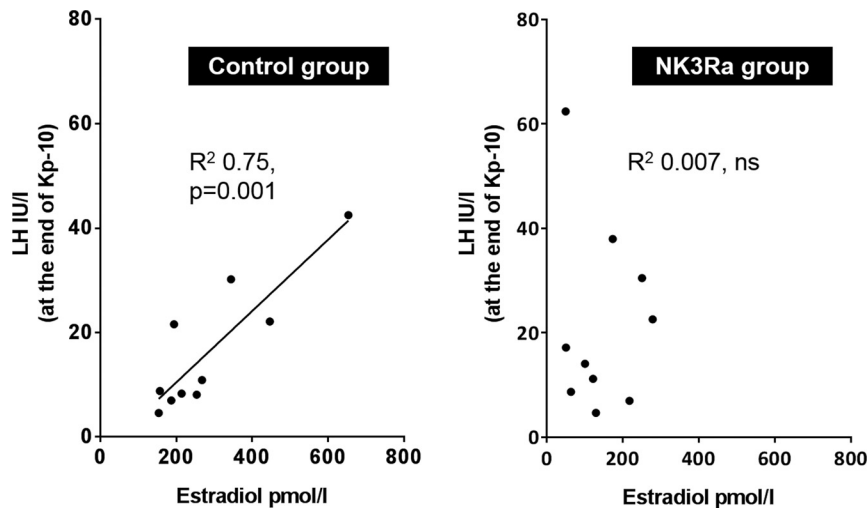 Control group
R² 0.75,
p=0.001
LH IU/l
(at the end of Kp-10)
80
60
40
20
0
0 200 400 600 800
Estradiol pmol/l
NK3Ra group
R² 0.007, ns
LH IU/l
(at the end of Kp-10)
80
60
40
20
0
0 200 400 600 800
Estradiol pmol/l